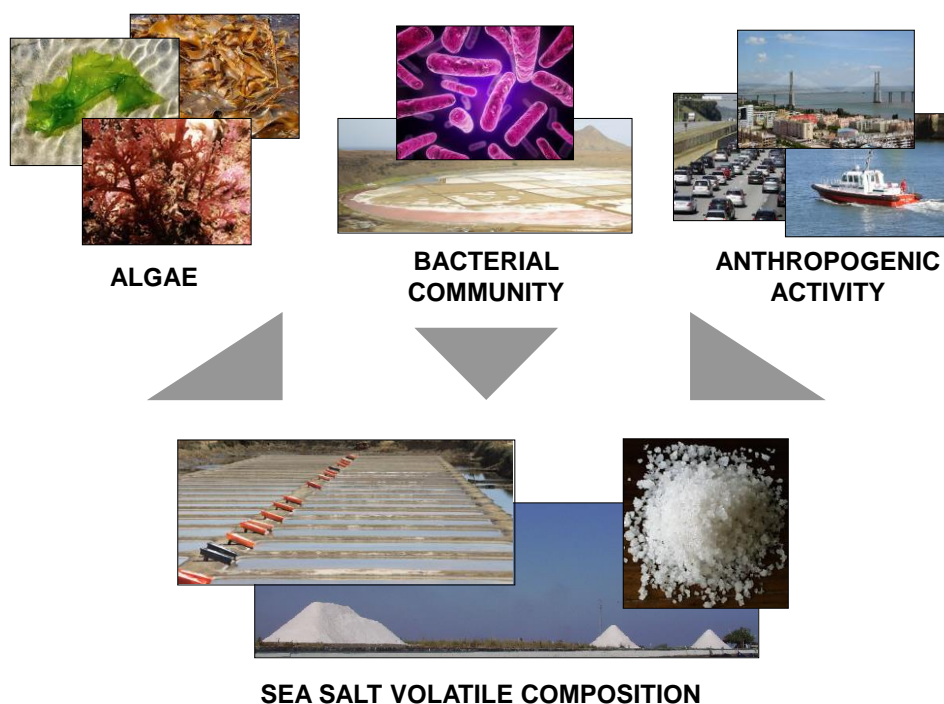 ALGAE
BACTERIAL
COMMUNITY
ANTHROPOGENIC
ACTIVITY
SEA SALT VOLATILE COMPOSITION